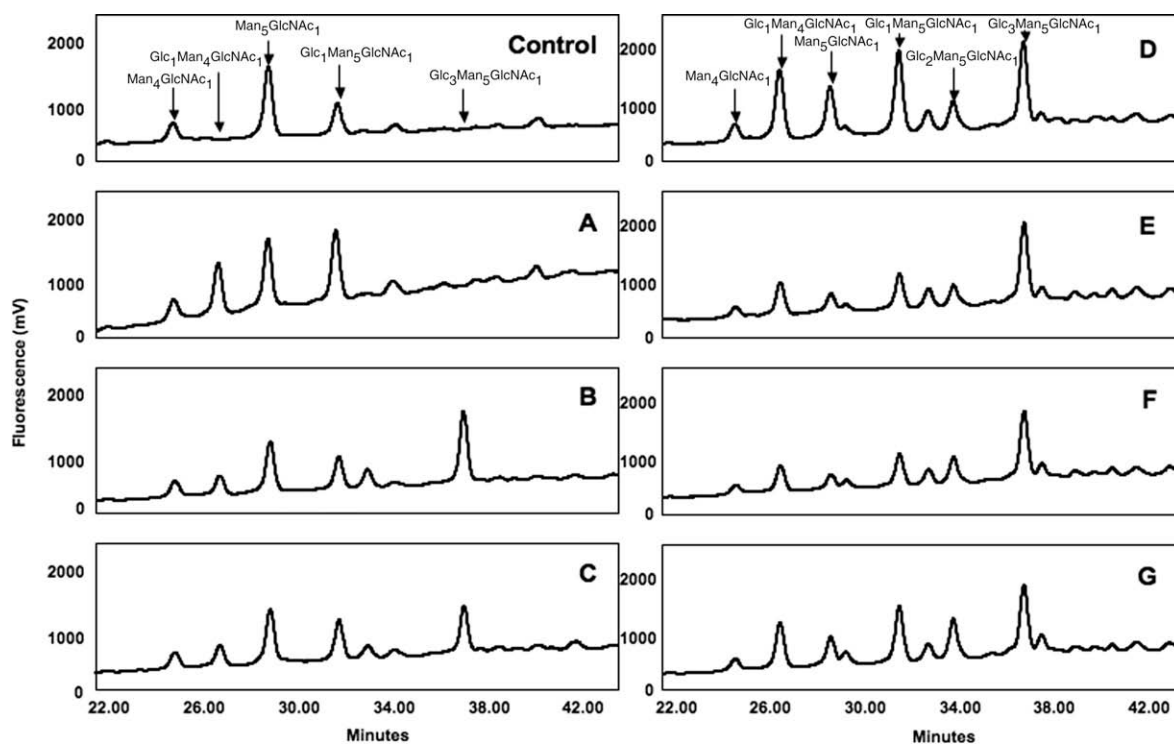 Control
Man₅GlcNAc₁
Glc₁Man₄GlcNAc₁
Man₄GlcNAc₁
Glc₁Man₅GlcNAc₁
Glc₃Man₅GlcNAc₁
2000
1000
0
D
Glc₁Man₄GlcNAc₁
Glc₁Man₅GlcNAc₁
Glc₃Man₅GlcNAc₁
Man₅GlcNAc₁
Glc₂Man₅GlcNAc₁
Man₄GlcNAc₁
2000
1000
0
A
2000
1000
0
E
2000
1000
0
B
2000
1000
0
F
2000
1000
0
C
2000
1000
0
G
2000
1000
0
Fluorescence (mV)
22.00 26.00 30.00 34.00 38.00 42.00
Minutes
22.00 26.00 30.00 34.00 38.00 42.00
Minutes